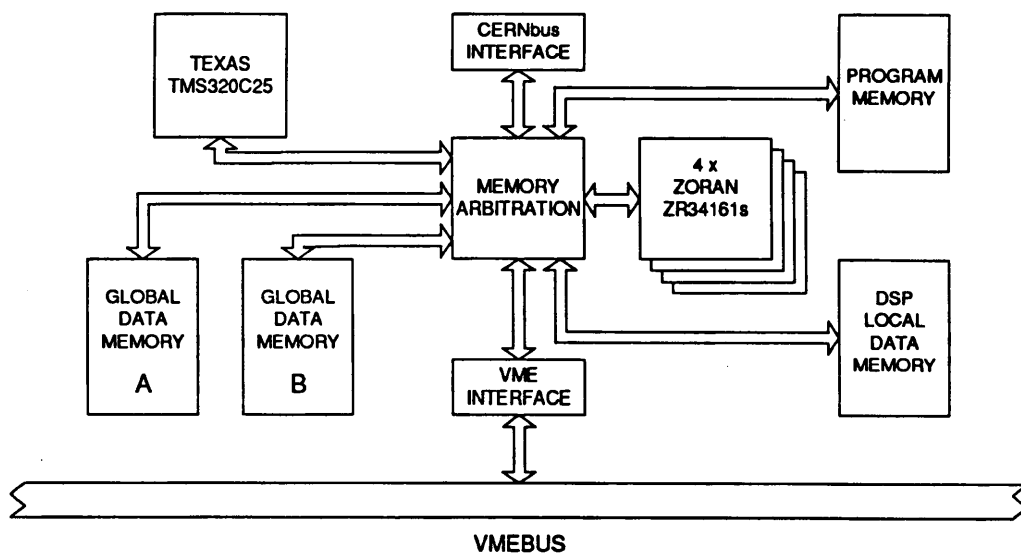 CERNbus
INTERFACE
TEXAS
TMS320C25
PROGRAM
MEMORY
MEMORY
ARBITRATION
4 x
ZORAN
ZR34161s
GLOBAL
DATA
MEMORY
A
GLOBAL
DATA
MEMORY
B
DSP
LOCAL
DATA
MEMORY
VME
INTERFACE
VMEBUS